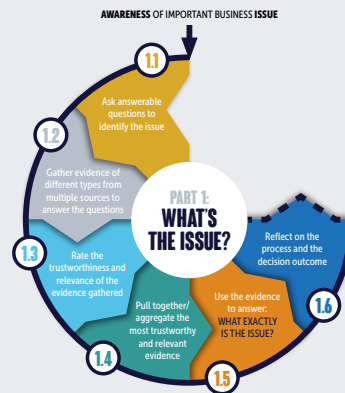 AWARENESS OF IMPORTANT BUSINESS ISSUE
1.1
Ask answerable
questions to
identify the issue
1.2
Gather evidence of
different types from
multiple sources to
answer the questions
PART 1:
WHAT'S
THE ISSUE?
1.3
Rate the
trustworthiness and
relevance of the
evidence gathered
1.4
Pull together/
aggregate the
most trustworthy
and relevant
evidence
1.5
Use the evidence
to answer:
WHAT EXACTLY
IS THE ISSUE?
1.6
Reflect on the
process and the
decision outcome